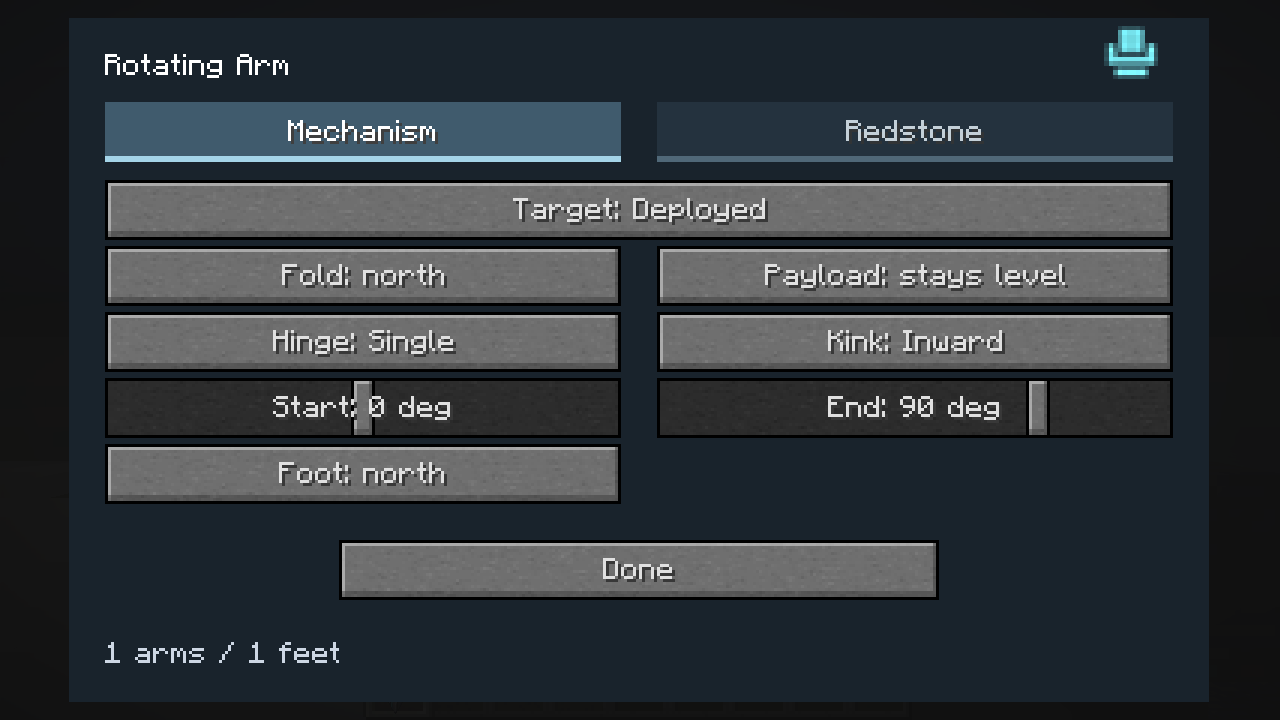 Rotating Arm
Mechanism
Redstone
Target: Deployed
Fold: north
Payload: stays level
Hinge: Single
Kink: Inward
Start: 0 deg
End: 90 deg
Foot: north
Done
1 arms / 1 feet